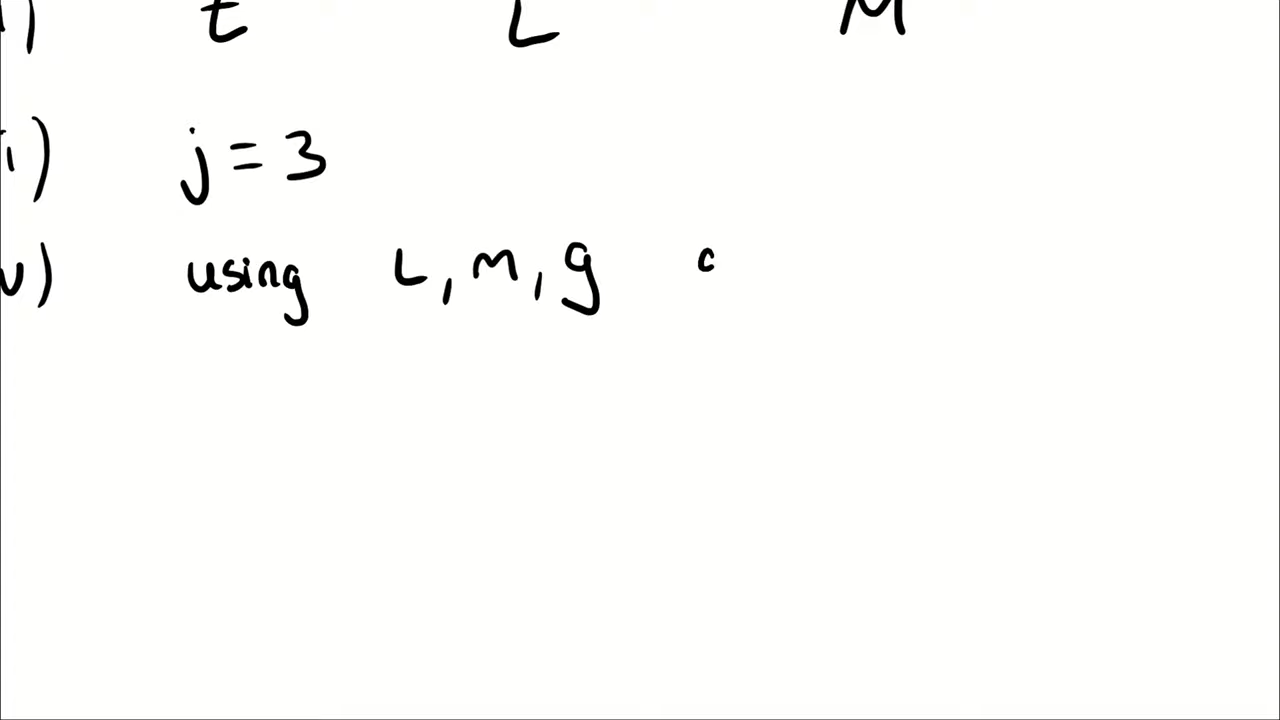 t L M
i) j = 3
v) using L, M, g